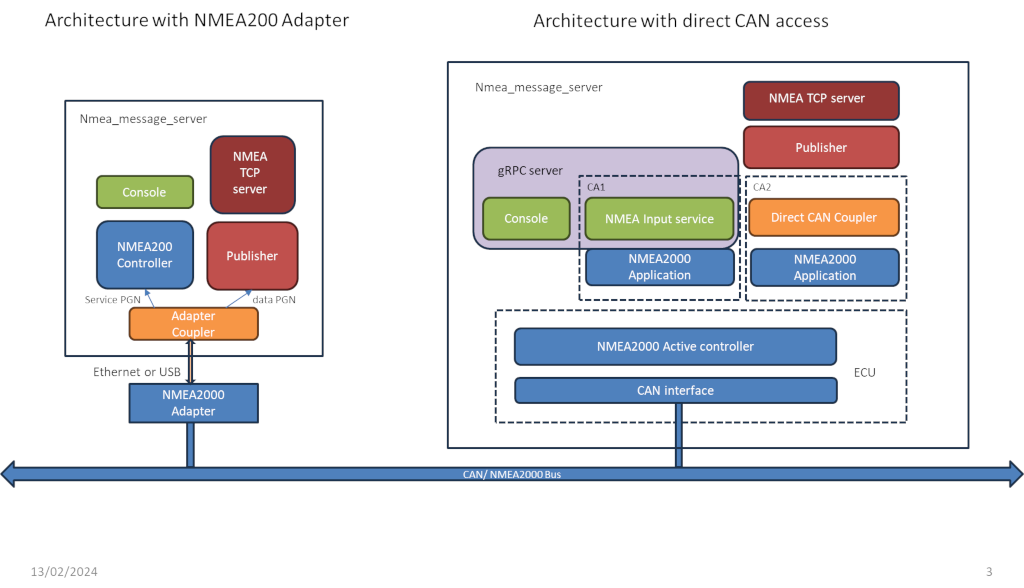 Architecture with NMEA200 Adapter
Architecture with direct CAN access
Nmea_message_server
NMEA
TCP
server
Console
NMEA200
Controller
Publisher
Service PGN
data PGN
Adapter
Coupler
Ethernet or USB
NMEA2000
Adapter
Nmea_message_server
NMEA TCP server
Publisher
gRPC server
CA1
CA2
Console
NMEA Input service
Direct CAN Coupler
NMEA2000
Application
NMEA2000
Application
NMEA2000 Active controller
ECU
CAN interface
CAN/ NMEA2000 Bus
13/02/2024
3